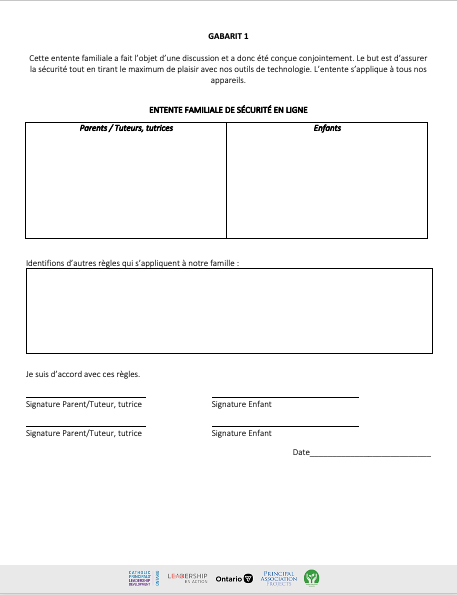 GABARIT 1
Cette entente familiale a fait l'objet d'une discussion et a donc été conçue conjointement. Le but est d'assurer
la sécurité tout en tirant le maximum de plaisir avec nos outils de technologie. L'entente s'applique à tous nos
appareils.
ENTENTE FAMILIALE DE SÉCURITÉ EN LIGNE
Parents / Tuteurs, tutrices
Enfants
Identifions d'autres règles qui s'appliquent à notre famille :
Je suis d'accord avec ces règles.
Signature Parent/Tuteur, tutrice
Signature Enfant
Signature Parent/Tuteur, tutrice
Signature Enfant
Date
CATHOLIC
PRINCIPALS'
LEADERSHIP
DEVELOPMENT
ONTARIO
LEADERSHIP
EN ACTION
Ontario
PRINCIPAL
ASSOCIATION
PROJECTS